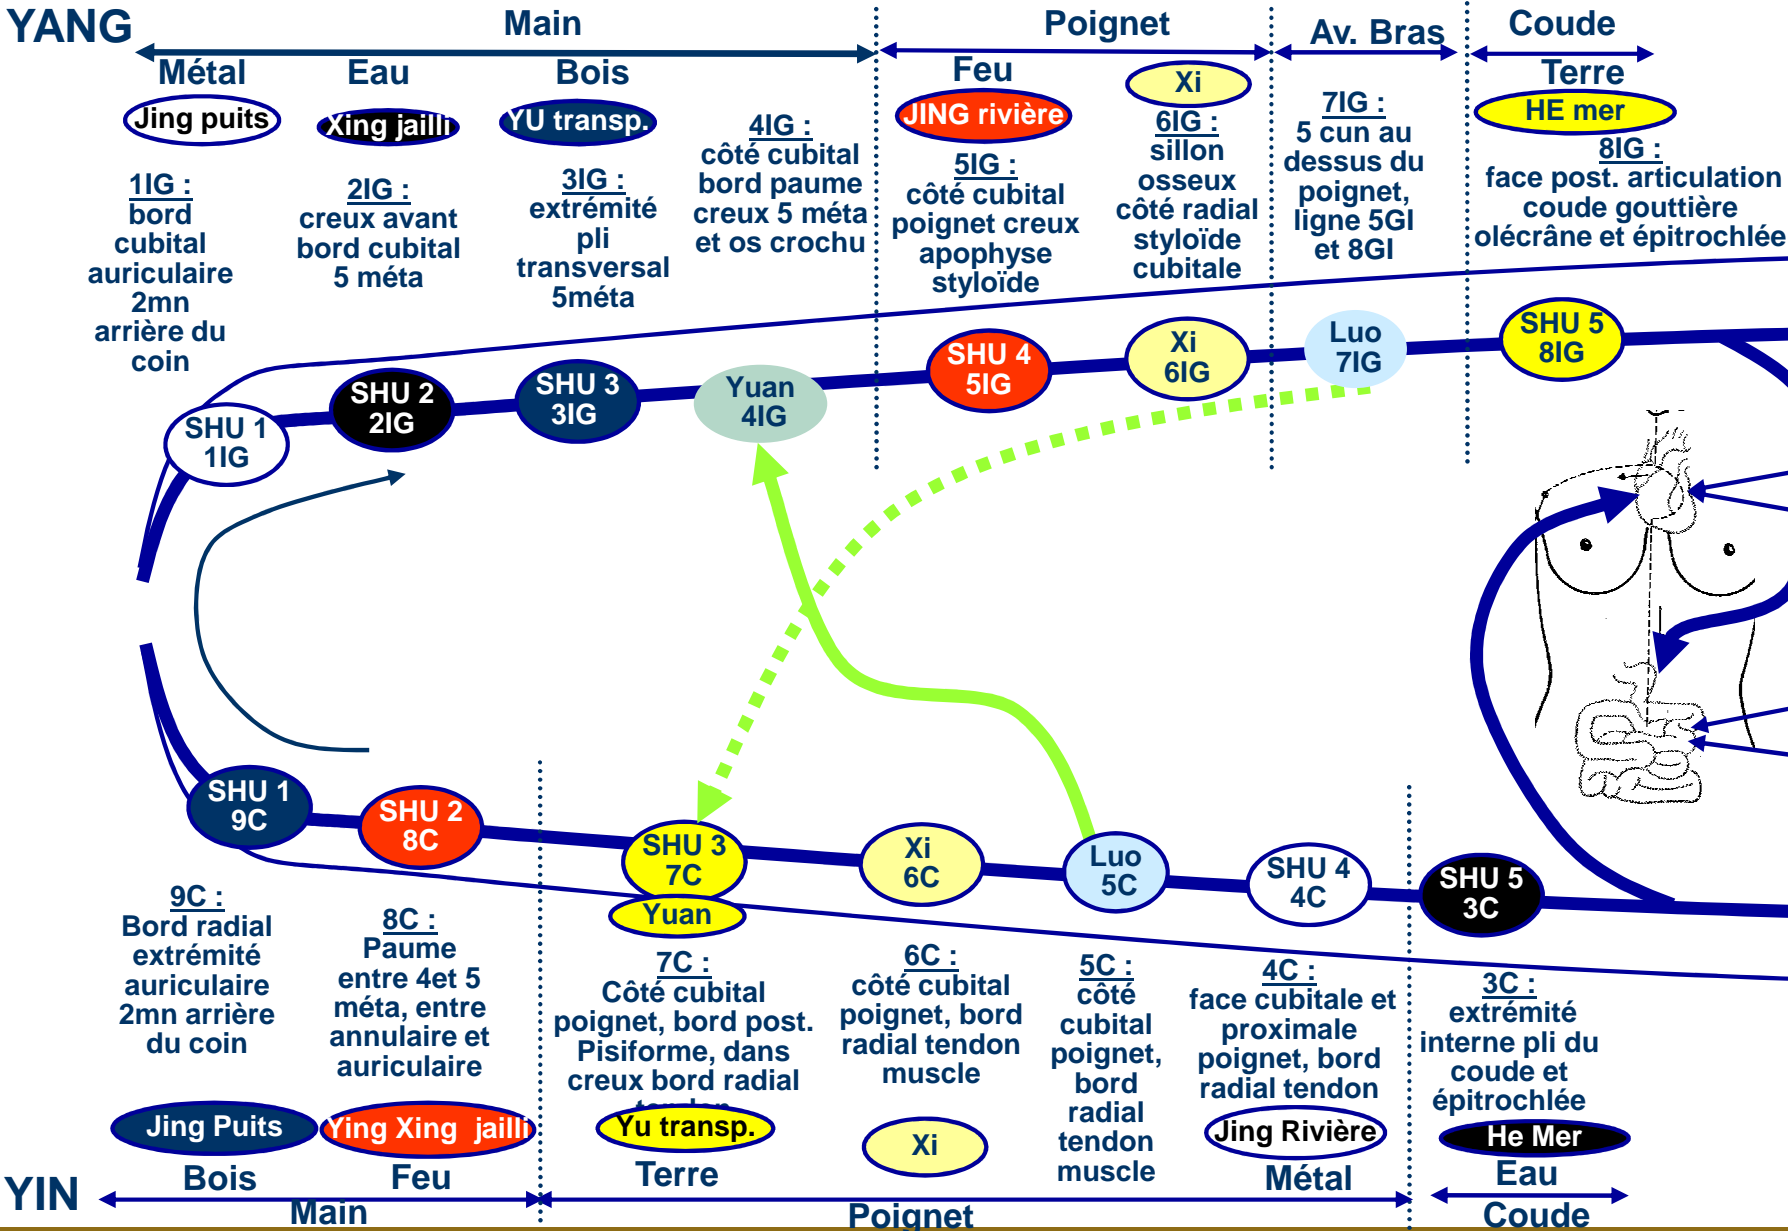 YANG
Main
Poignet
Av. Bras
Coude
Métal
Eau
Bois
Feu
Terre
Jing puits
Xing jailli
YU transp.
JING rivière
Xi
HE mer
1IG :
bord
cubital
auriculaire
2mn
arrière du
coin
2IG :
creux avant
bord cubital
5 méta
3IG :
extrémité
pli
transversal
5méta
4IG :
côté cubital
bord paume
creux 5 méta
et os crochu
5IG :
côté cubital
poignet creux
apophyse
styloïde
6IG :
sillon
osseux
côté radial
styloïde
cubitale
7IG :
5 cun au
dessus du
poignet,
ligne 5GI
et 8GI
8IG :
face post. articulation
coude gouttière
olécrâne et épitrochlée
SHU 1
1IG
SHU 2
2IG
SHU 3
3IG
Yuan
4IG
SHU 4
5IG
Xi
6IG
Luo
7IG
SHU 5
8IG
SHU 1
9C
SHU 2
8C
SHU 3
7C
Yuan
Xi
6C
Luo
5C
SHU 4
4C
SHU 5
3C
9C :
Bord radial
extrémité
auriculaire
2mn arrière
du coin
8C :
Paume
entre 4et 5
méta, entre
annulaire et
auriculaire
7C :
Côté cubital
poignet, bord post.
Pisiforme, dans
creux bord radial
6C :
côté cubital
poignet, bord
radial tendon
muscle
5C :
côté
cubital
poignet,
bord
radial
tendon
muscle
4C :
face cubitale et
proximale
poignet, bord
radial tendon
3C :
extrémité
interne pli du
coude et
épitrochlée
Jing Puits
Ying Xing jailli
Yu transp.
Xi
Jing Rivière
He Mer
Bois
Feu
Terre
Métal
Eau
YIN
Main
Poignet
Coude